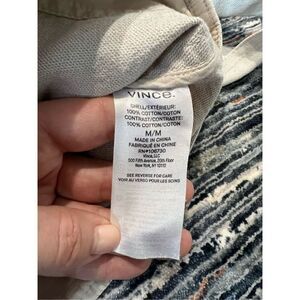 VINCE.
SHELL/EXTÉRIEUR:
100% COTTON/COTON
CONTRAST/CONTRASTE:
100% COTTON/COTON
M/M
MADE IN CHINA
FABRIQUÉ EN CHINE
RN#106730
Vince, LLC
500 Fifth Avenue, 20th Floor
New York, NY 10110
SEE REVERSE FOR CARE
VOIR AU VERSO POUR LES SOINS